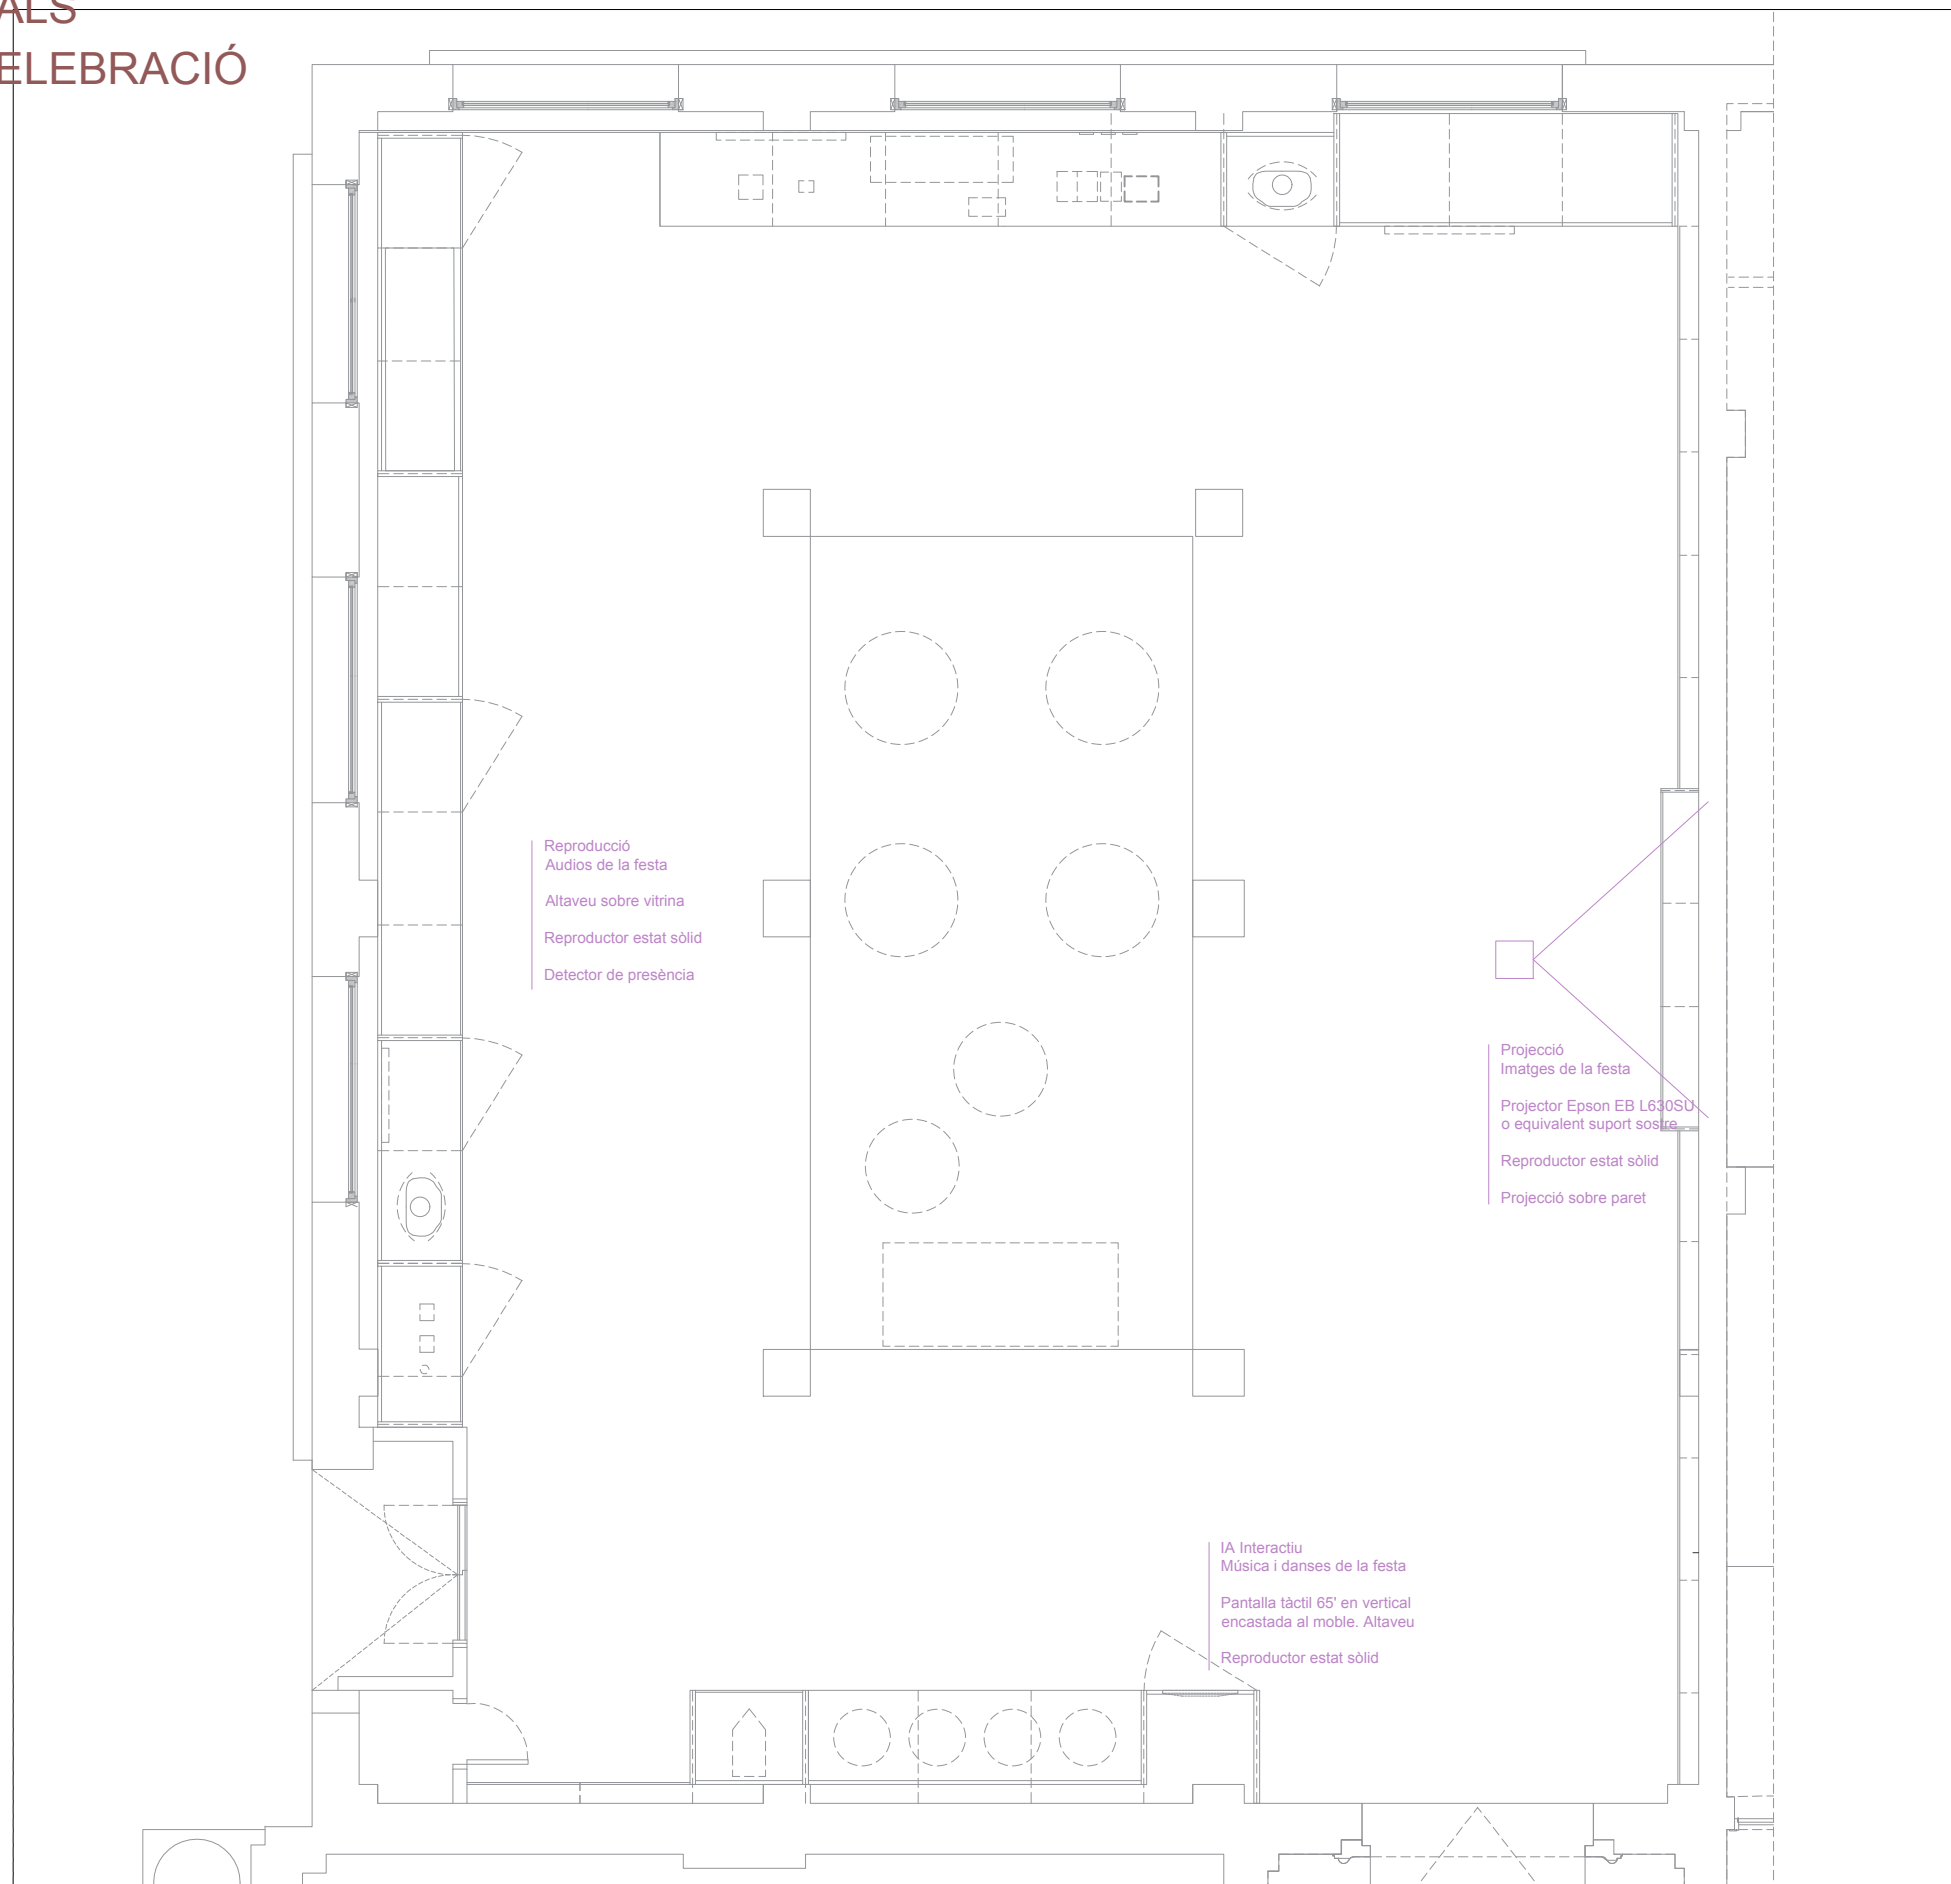 ALS
ELEBRACIÓ
Reproducció
Audios de la festa
Altaveu sobre vitrina
Reproductor estat sòlid
Detector de presència
Projecció
Imatges de la festa
Projector Epson EB L630SU
o equivalent suport sostre
Reproductor estat sòlid
Projecció sobre paret
IA Interactiu
Música i danses de la festa
Pantalla tàctil 65' en vertical
encastada al moble. Altaveu
Reproductor estat sòlid